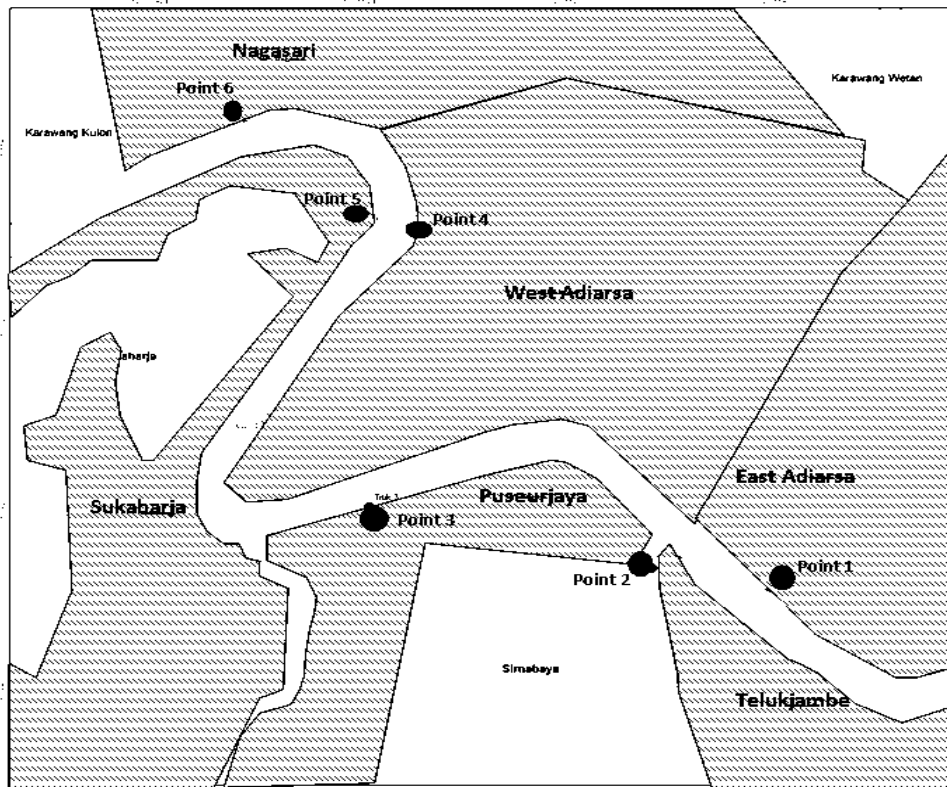 Nagasari
Karawang Wetan
Point 6
Karawang Kulon
Point 5
Point 4
West Adiarsa
East Adiarsa
Puseurjaya
Sukaharja
Point 3
Point 1
Point 2
Sirnabaya
Telukjambe